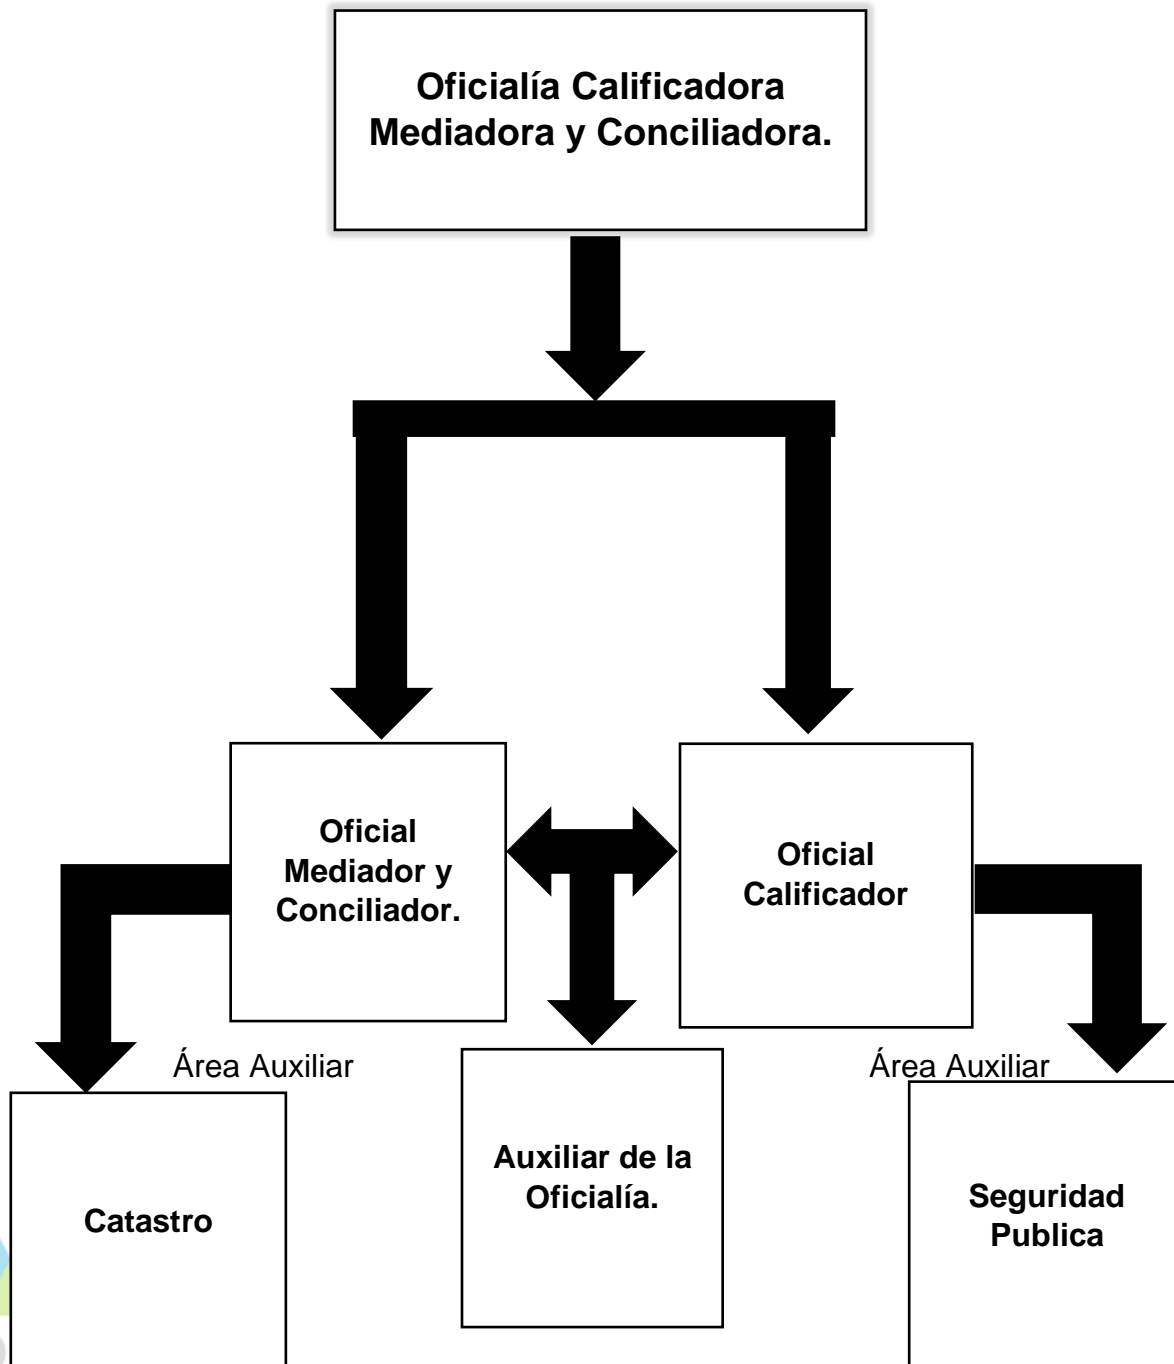 Oficialía Calificadora
Mediadora y Conciliadora.
Oficial
Mediador y
Conciliador.
Oficial
Calificador
Área Auxiliar
Área Auxiliar
Catastro
Auxiliar de la
Oficialía.
Seguridad
Publica